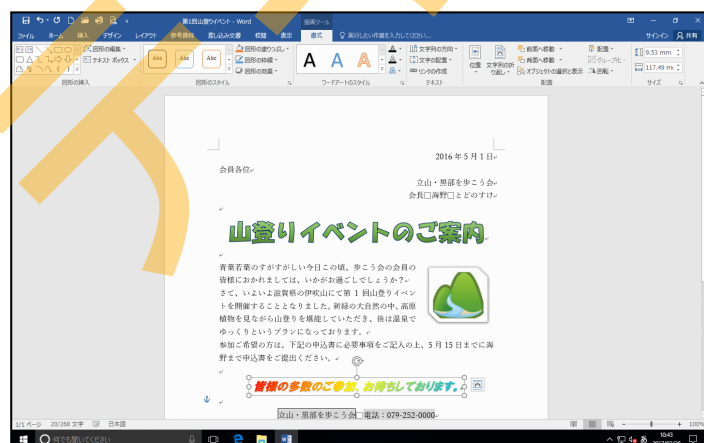 第1回山登りイベント - Word
描画ツール
ファイル ホーム 挿入 デザイン レイアウト 参考資料 差し込み文書 校閲 表示 書式 実行したい作業を入力してください... サインイン 共有
図形の編集 図形の塗りつぶし 文字列の方向 前面へ移動 配置 9.53 mm
テキスト ボックス Abc Abc Abc 図形の枠線 A A A 文字の配置 位置 文字列の折り返し 背面へ移動 グループ化 117.49 mm
図形の効果 リンクの作成 オブジェクトの選択と表示 回転
図形の挿入 図形のスタイル ワードアートのスタイル テキスト 配置 サイズ
2016 年 5 月 1 日
会員各位
立山・黒部を歩こう会
会長□海野□とどのすけ
山登りイベントのご案内
青葉若葉のすがすがしい今日この頃、歩こう会の会員の
皆様におかれましては、いかがお過ごしでしょうか？
さて、いよいよ滋賀県の伊吹山にて第 1 回山登りイベン
トを開催することとなりました。新緑の大自然の中、高原
植物を見ながら山登りを堪能していただき、後は温泉で
ゆっくりというプランになっております。
参加ご希望の方は、下記の申込書に必要事項をご記入の上、5 月 15 日までに海
野まで申込書をご提出ください。
皆様の多数のご参加、お待ちしております。
立山・黒部を歩こう会□電話：079-252-0000
1/1 ページ 20/268 文字 日本語 100%
何でも聞いてください 10:43